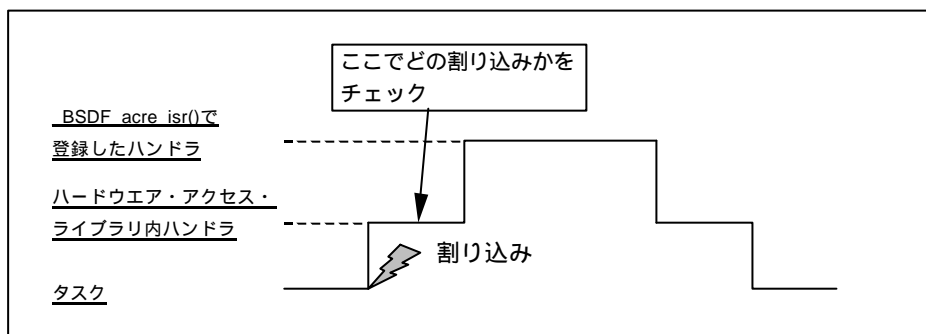 ここでどの割り込みかを
チェック
_BSDF_acre_isr()で
登録したハンドラ
ハードウエア・アクセス・
ライブラリ内ハンドラ
割り込み
タスク